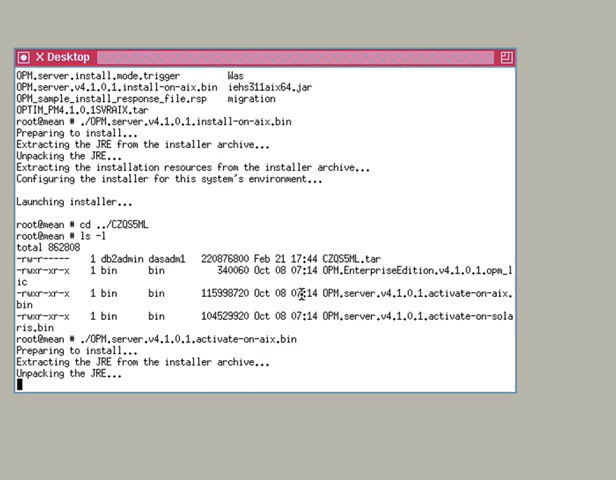 X Desktop
OPM.server.install.mode.trigger Was
OPM.server.v4.1.0.1.install-on-aix.bin iehs311aix64.jar
OPM_sample_install_response_file.rsp migration
OPTIM_PM4.1.0.1SVRAIX.tar
root@mean # ./OPM.server.v4.1.0.1.install-on-aix.bin
Preparing to install...
Extracting the JRE from the installer archive...
Unpacking the JRE...
Extracting the installation resources from the installer archive...
Configuring the installer for this system's environment...
Launching installer...
root@mean # cd ../CZQS5ML
root@mean # ls -l
total 862808
-rw-r----- 1 db2admin dasadm1 220876800 Feb 21 17:44 CZQS5ML.tar
-rwxr-xr-x 1 bin bin 340060 Oct 08 07:14 OPM.EnterpriseEdition.v4.1.0.1.opm_l
ic
-rwxr-xr-x 1 bin bin 115998720 Oct 08 07:14 OPM.server.v4.1.0.1.activate-on-aix.
bin
-rwxr-xr-x 1 bin bin 104529920 Oct 08 07:14 OPM.server.v4.1.0.1.activate-on-sola
ris.bin
root@mean # ./OPM.server.v4.1.0.1.activate-on-aix.bin
Preparing to install...
Extracting the JRE from the installer archive...
Unpacking the JRE...